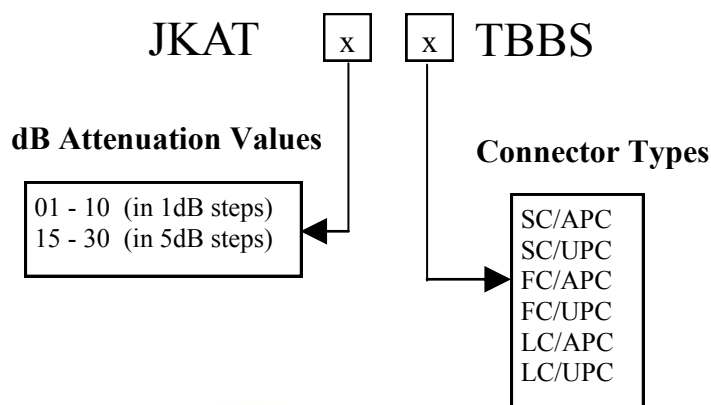 JKAT x x TBBS
dB Attenuation Values
01 - 10 (in 1dB steps)
15 - 30 (in 5dB steps)
Connector Types
SC/APC
SC/UPC
FC/APC
FC/UPC
LC/APC
LC/UPC